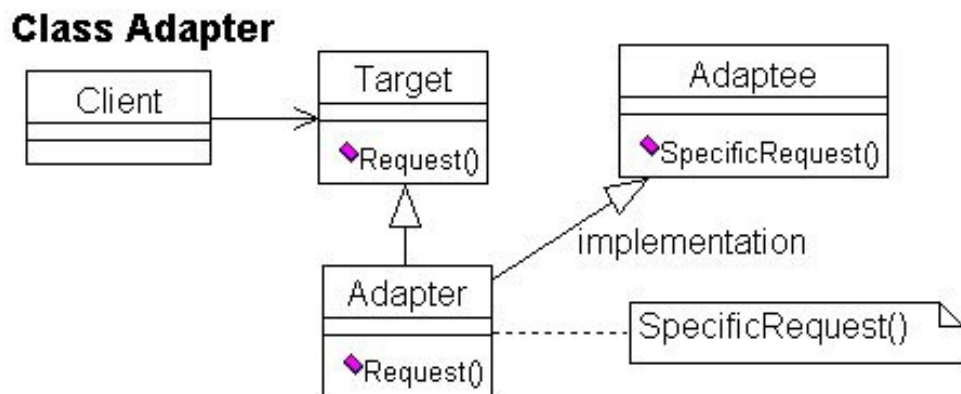 Class Adapter
Client
Target
Request()
Adaptee
SpecificRequest()
implementation
Adapter
Request()
SpecificRequest()